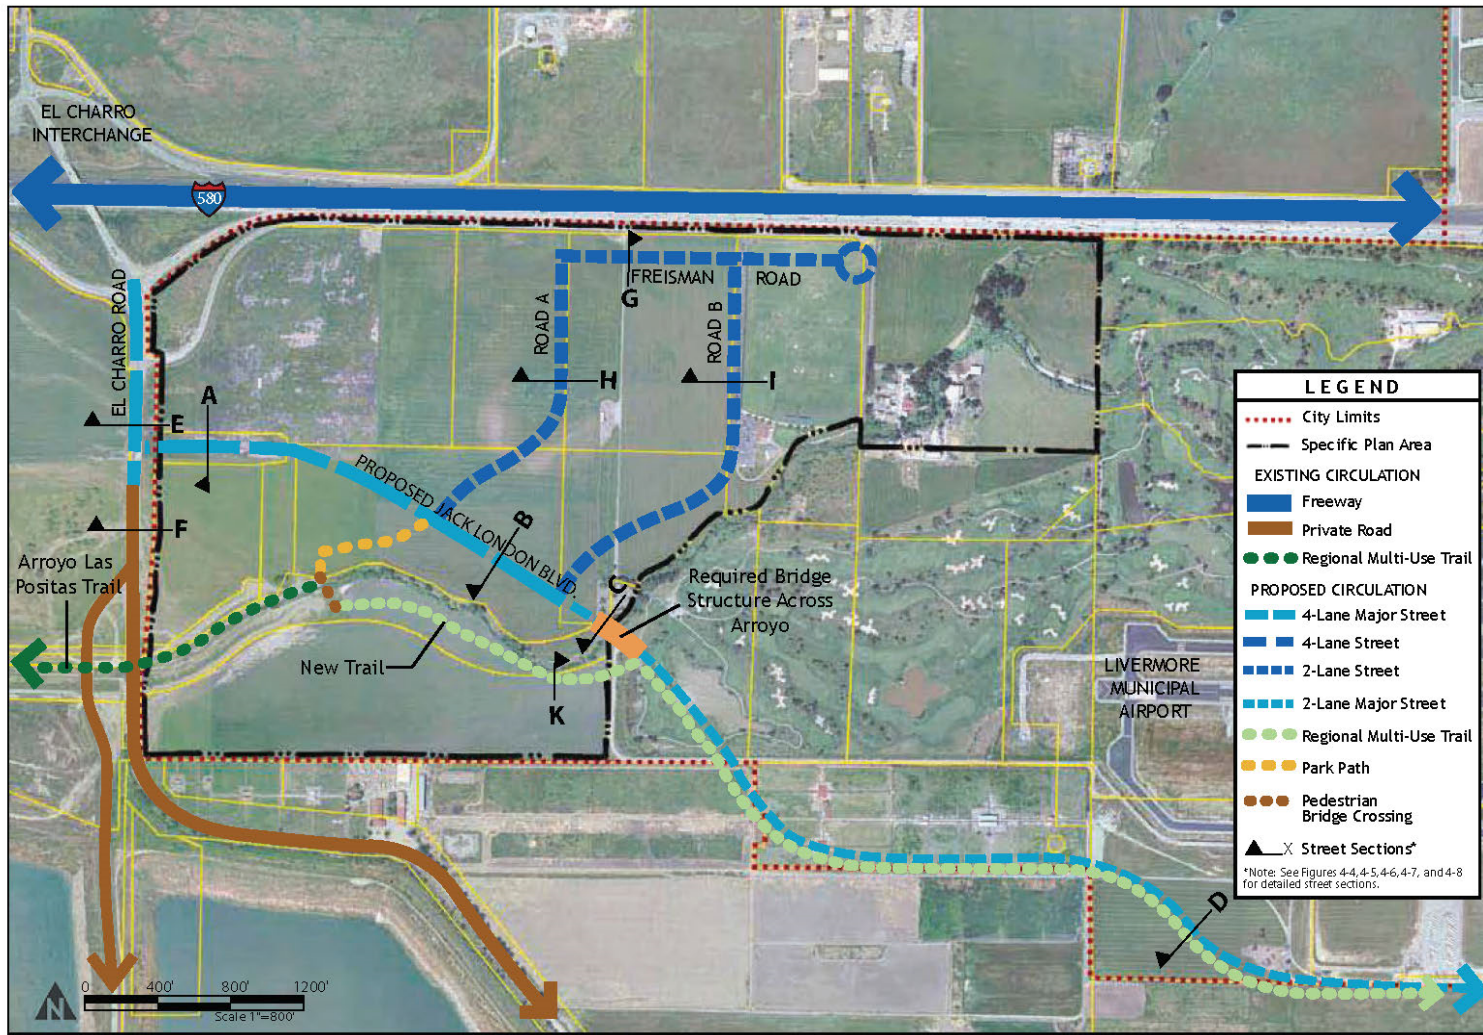 EL CHARRO
INTERCHANGE
580
EL CHARRO ROAD
A
E
F
Arroyo Las
Positas Trail
ROAD A
G
FREISMAN ROAD
ROAD B
H
I
PROPOSED JACK LONDON BLVD.
B
C
Required Bridge
Structure Across
Arroyo
New Trail
K
LIVERMORE
MUNICIPAL
AIRPORT
D
LEGEND
City Limits
Specific Plan Area
EXISTING CIRCULATION
Freeway
Private Road
Regional Multi-Use Trail
PROPOSED CIRCULATION
4-Lane Major Street
4-Lane Street
2-Lane Street
2-Lane Major Street
Regional Multi-Use Trail
Park Path
Pedestrian
Bridge Crossing
X Street Sections*
*Note: See Figures 4-4, 4-5, 4-6, 4-7, and 4-8
for detailed street sections.
N
0 400' 800' 1200'
Scale 1"=800'